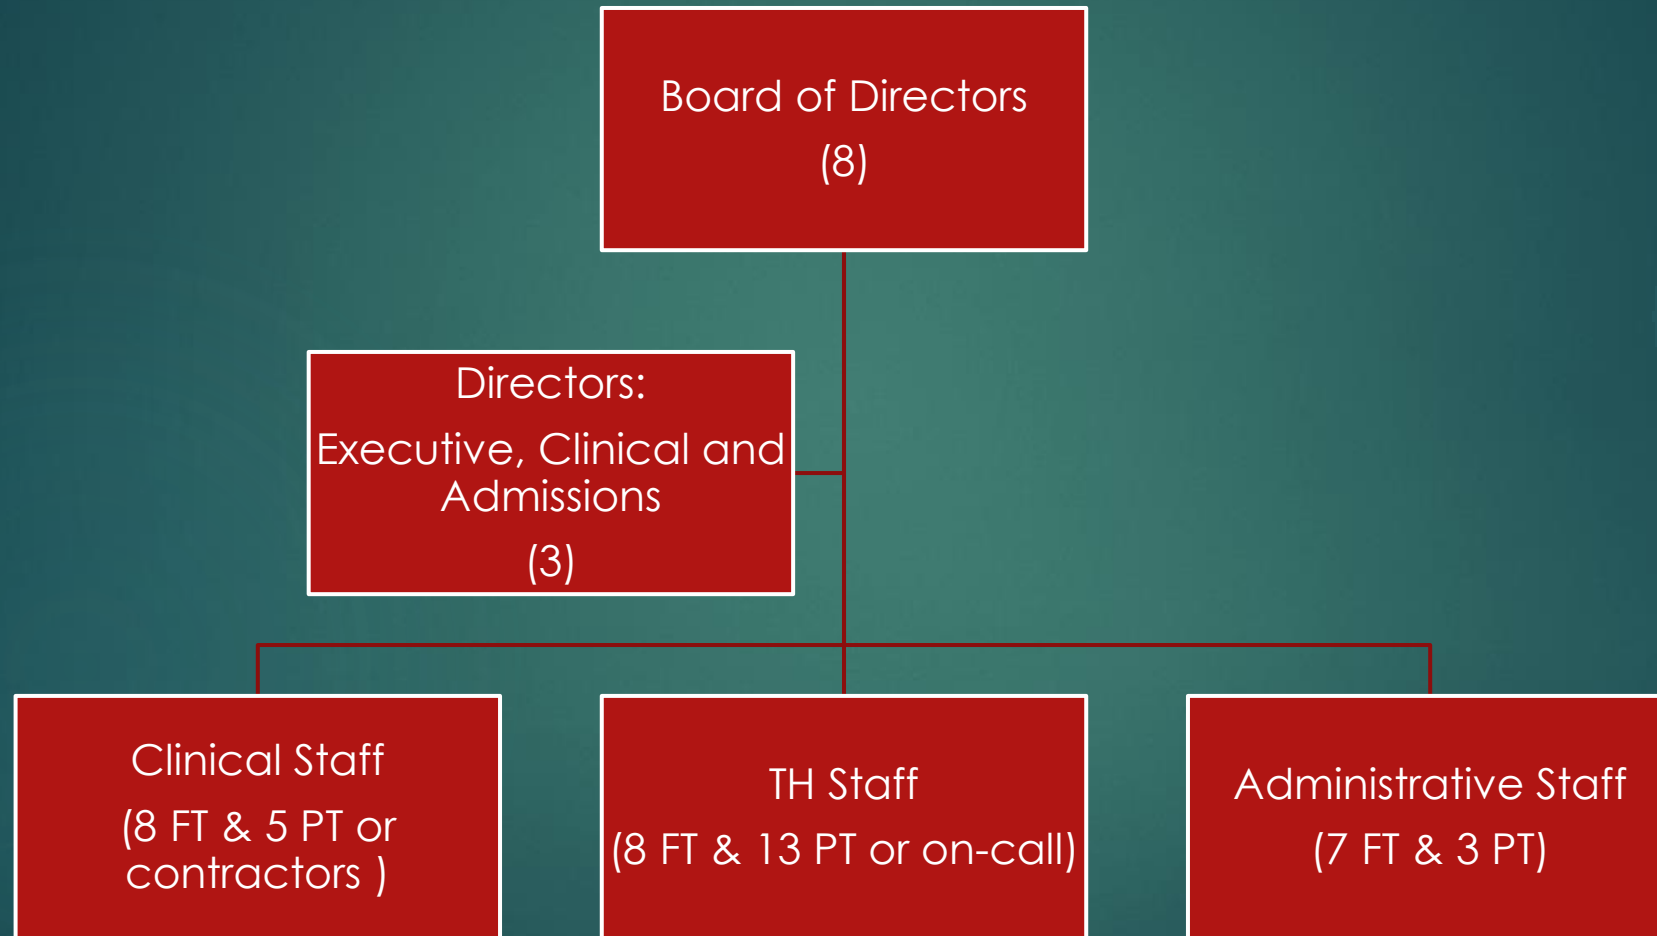 Board of Directors
(8)
Directors:
Executive, Clinical and
Admissions
(3)
Clinical Staff
(8 FT & 5 PT or
contractors )
TH Staff
(8 FT & 13 PT or on-call)
Administrative Staff
(7 FT & 3 PT)